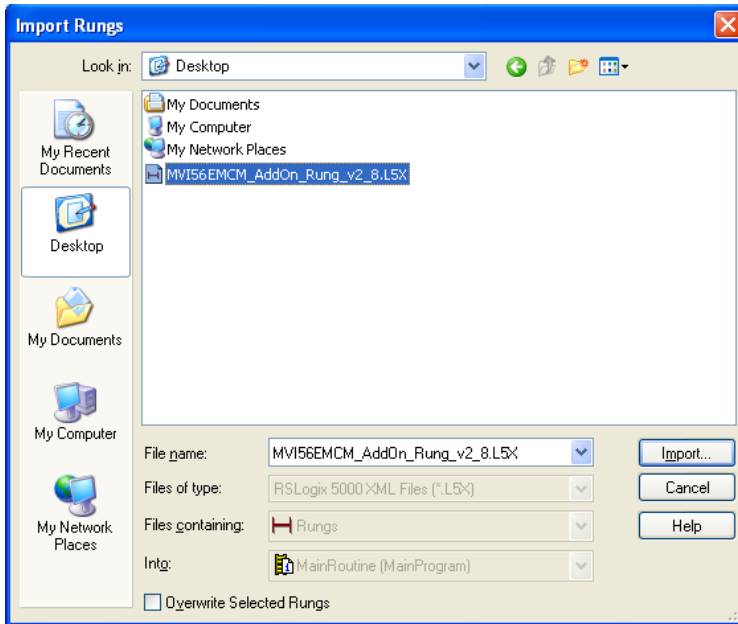 Import Rungs
Look in: Desktop
My Recent
Documents
Desktop
My Documents
My Computer
My Network
Places
My Documents
My Computer
My Network Places
MVI56EMCM_AddOn_Rung_v2_8.L5X
File name: MVI56EMCM_AddOn_Rung_v2_8.L5X Import...
Files of type: RSLogix 5000 XML Files (*.L5X) Cancel
Files containing: Rungs Help
Into: MainRoutine (MainProgram)
Overwrite Selected Rungs